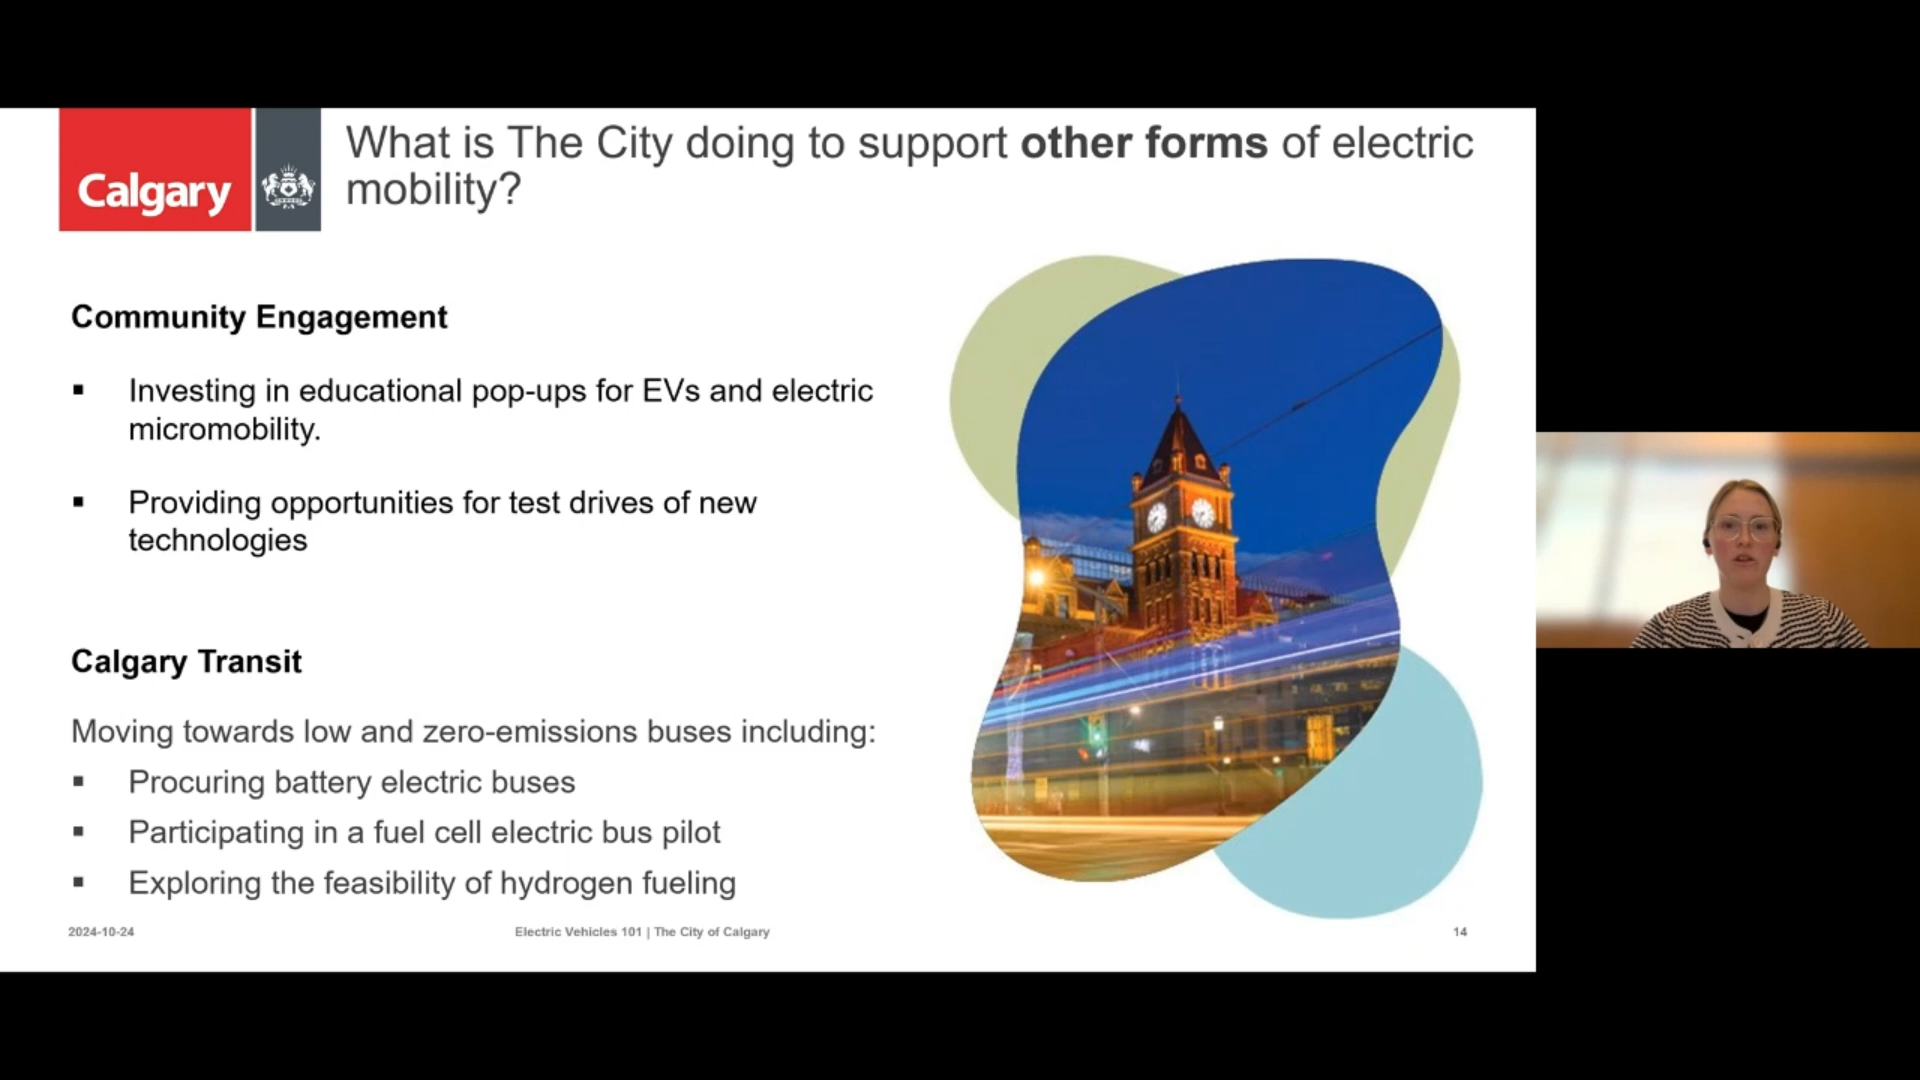 Calgary
What is The City doing to support other forms of electric
mobility?
Community Engagement
▪ Investing in educational pop-ups for EVs and electric
micromobility.
▪ Providing opportunities for test drives of new
technologies
Calgary Transit
Moving towards low and zero-emissions buses including:
▪ Procuring battery electric buses
▪ Participating in a fuel cell electric bus pilot
▪ Exploring the feasibility of hydrogen fueling
2024-10-24
Electric Vehicles 101 | The City of Calgary
14